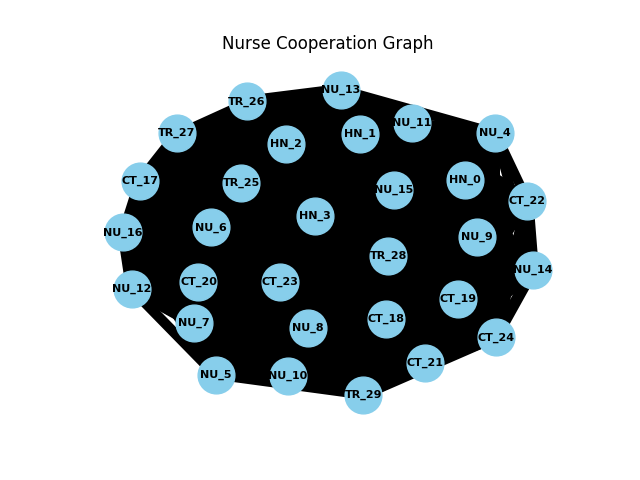 Nurse Cooperation Graph
NU_13
TR_26
NU_11
TR_27
HN_1
NU_4
HN_2
CT_17
TR_25
HN_0
NU_15
CT_22
HN_3
NU_6
NU_16
NU_9
TR_28
NU_14
CT_20
CT_23
NU_12
CT_19
NU_7
CT_18
NU_8
CT_24
CT_21
NU_5
NU_10
TR_29